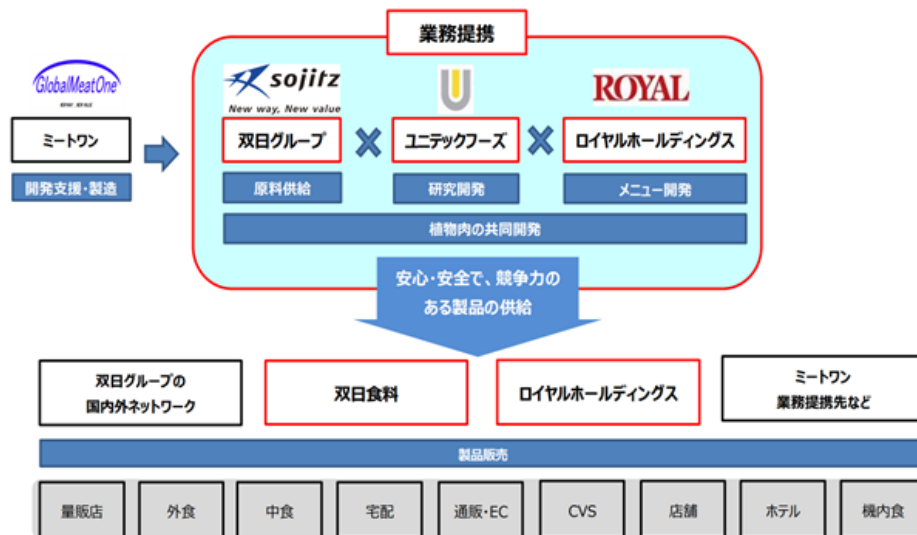 業務提携
GlobalMeatOne
sojitz
New way, New value
ROYAL
ミートワン
双日グループ
ユニテックフーズ
ロイヤルホールディングス
開発支援・製造
原料供給
研究開発
メニュー開発
植物肉の共同開発
安心・安全で、競争力の
ある製品の供給
双日グループの
国内外ネットワーク
双日食料
ロイヤルホールディングス
ミートワン
業務提携先など
製品販売
量販店
外食
中食
宅配
通販・EC
CVS
店舗
ホテル
機内食